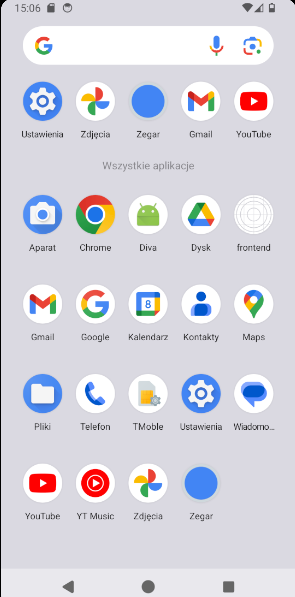 15:06
Ustawienia Zdjęcia Zegar Gmail YouTube
Wszystkie aplikacje
Aparat Chrome Diva Dysk frontend
Gmail Google Kalendarz Kontakty Maps
8
Pliki Telefon TMoble Ustawienia Wiadomo...
YouTube YT Music Zdjęcia Zegar